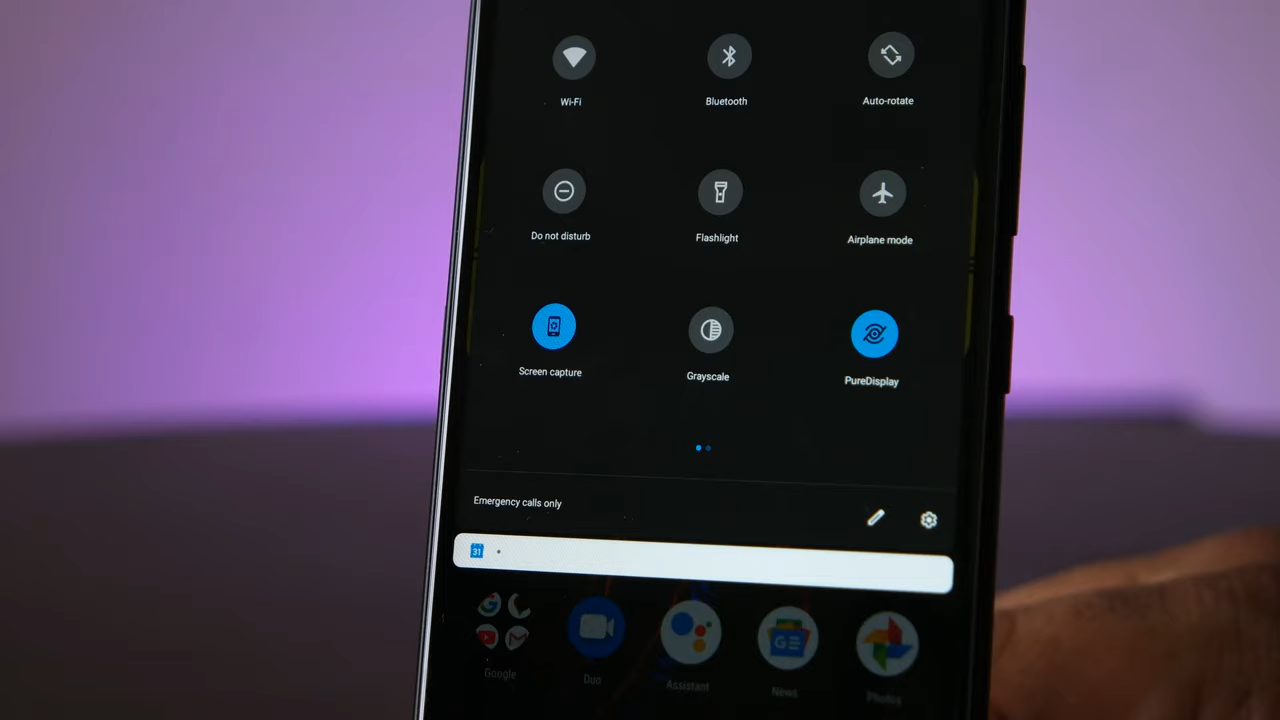 Wi-Fi
Bluetooth
Auto-rotate
Do not disturb
Flashlight
Airplane mode
Screen capture
Grayscale
PureDisplay
Emergency calls only
31
GE
Google
Duo
Assistant
News
Photos